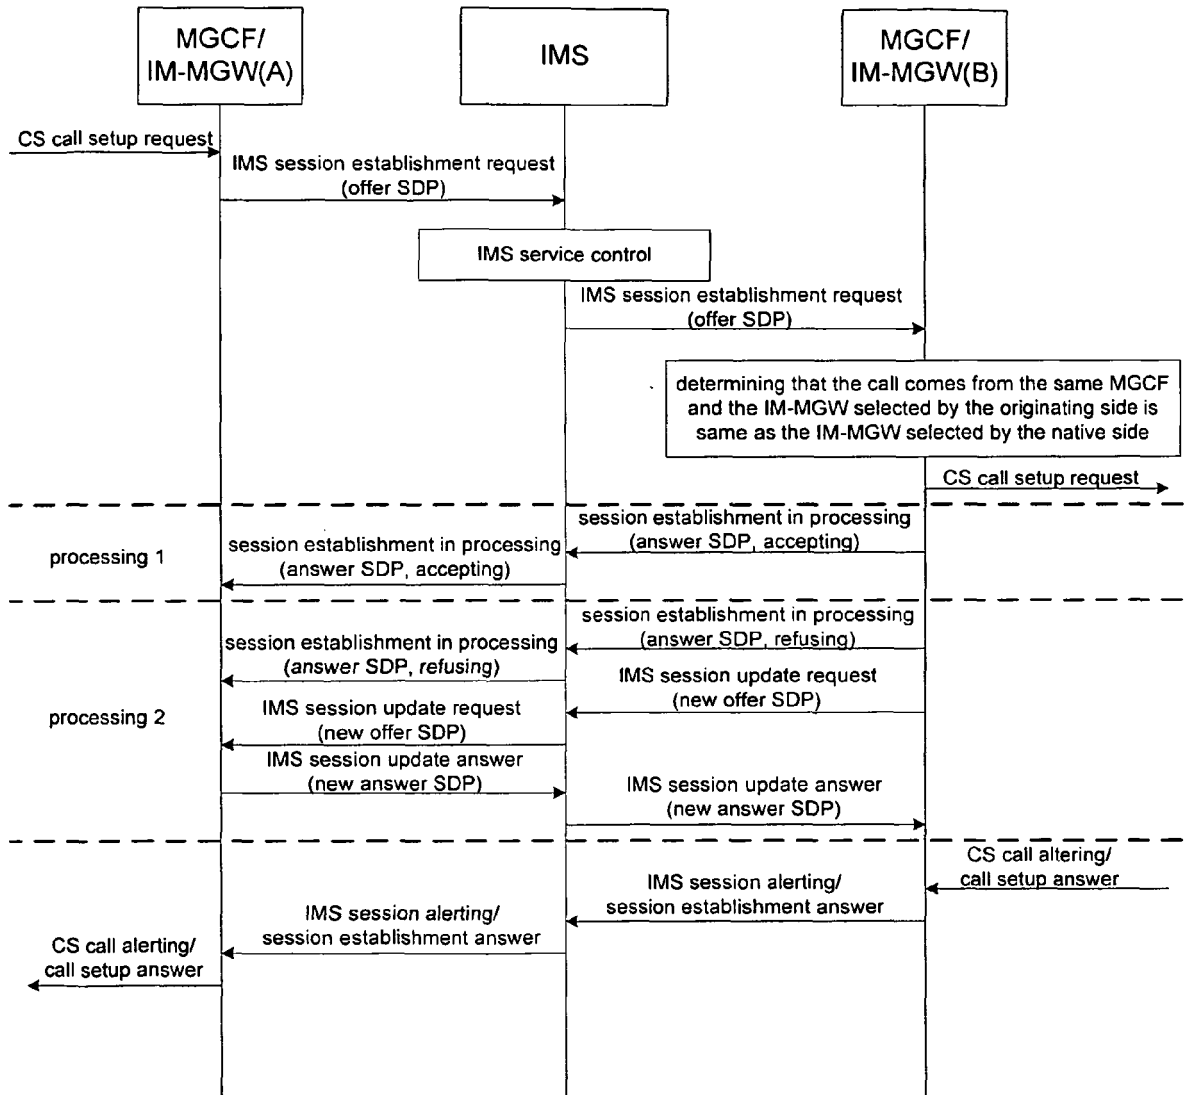 MGCF/
IM-MGW(A)
IMS
MGCF/
IM-MGW(B)
CS call setup request
IMS session establishment request
(offer SDP)
IMS service control
IMS session establishment request
(offer SDP)
determining that the call comes from the same MGCF
and the IM-MGW selected by the originating side is
same as the IM-MGW selected by the native side
CS call setup request
processing 1
session establishment in processing
(answer SDP, accepting)
session establishment in processing
(answer SDP, accepting)
processing 2
session establishment in processing
(answer SDP, refusing)
session establishment in processing
(answer SDP, refusing)
IMS session update request
(new offer SDP)
IMS session update request
(new offer SDP)
IMS session update answer
(new answer SDP)
IMS session update answer
(new answer SDP)
CS call altering/
call setup answer
IMS session alerting/
session establishment answer
IMS session alerting/
session establishment answer
CS call alerting/
call setup answer